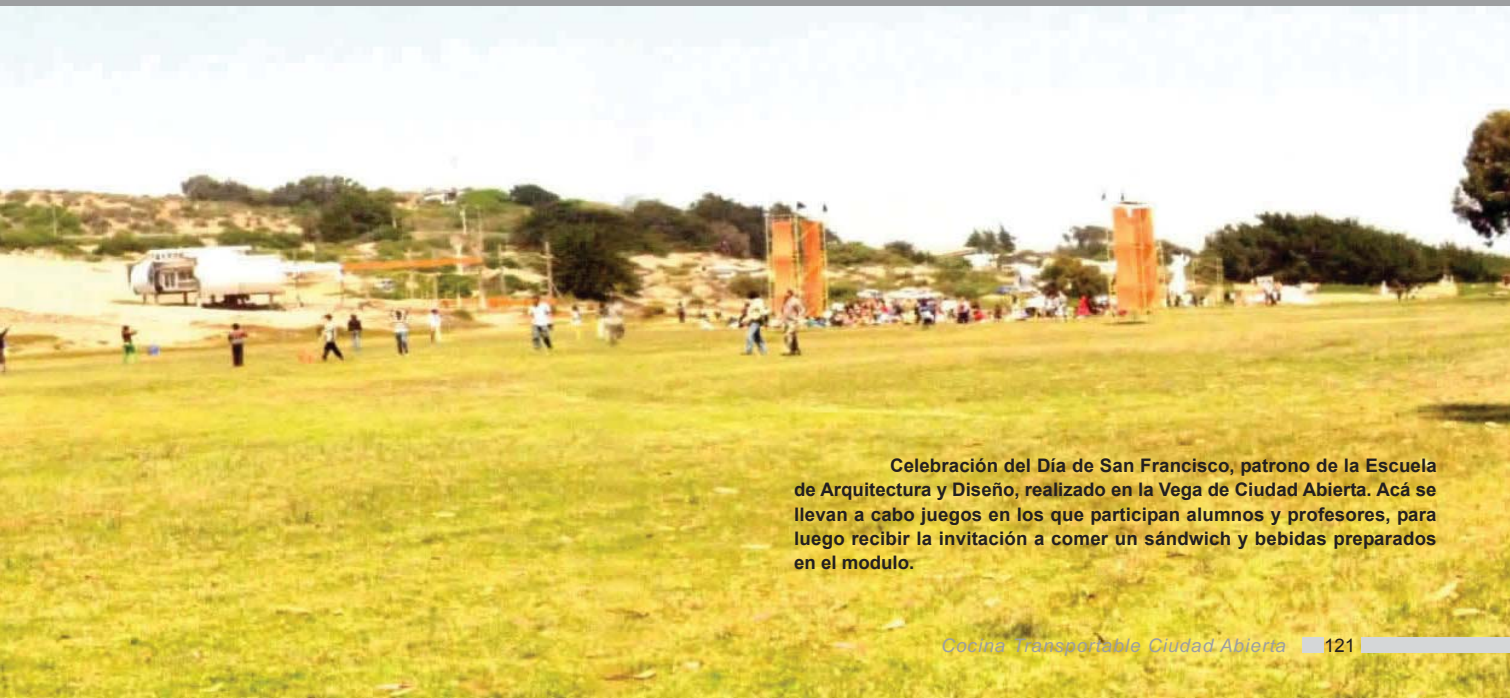 Celebración del Día de San Francisco, patrono de la Escuela
de Arquitectura y Diseño, realizado en la Vega de Ciudad Abierta. Acá se
llevan a cabo juegos en los que participan alumnos y profesores, para
luego recibir la invitación a comer un sándwich y bebidas preparados
en el modulo.
Cocina Transportable Ciudad Abierta 121